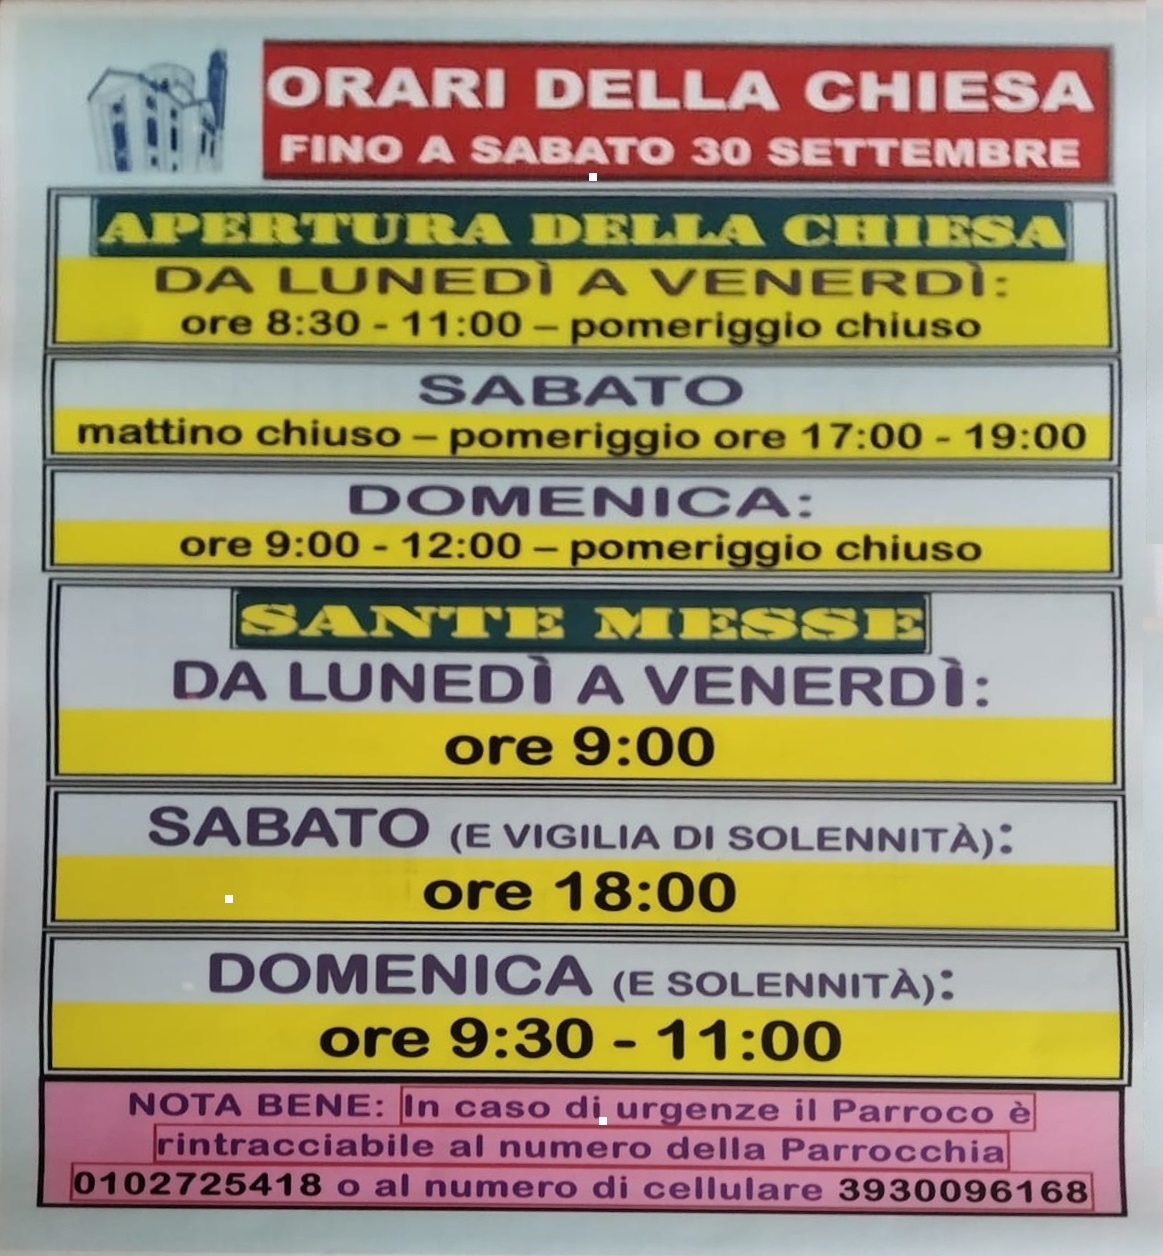 ORARI DELLA CHIESA
FINO A SABATO 30 SETTEMBRE
APERTURA DELLA CHIESA
DA LUNEDÌ A VENERDÌ:
ore 8:30 - 11:00 – pomeriggio chiuso
SABATO
mattino chiuso – pomeriggio ore 17:00 - 19:00
DOMENICA:
ore 9:00 - 12:00 – pomeriggio chiuso
SANTE MESSE
DA LUNEDÌ A VENERDÌ:
ore 9:00
SABATO (E VIGILIA DI SOLENNITÀ):
ore 18:00
DOMENICA (E SOLENNITÀ):
ore 9:30 - 11:00
NOTA BENE: In caso di urgenze il Parroco è
rintracciabile al numero della Parrocchia
0102725418 o al numero di cellulare 3930096168